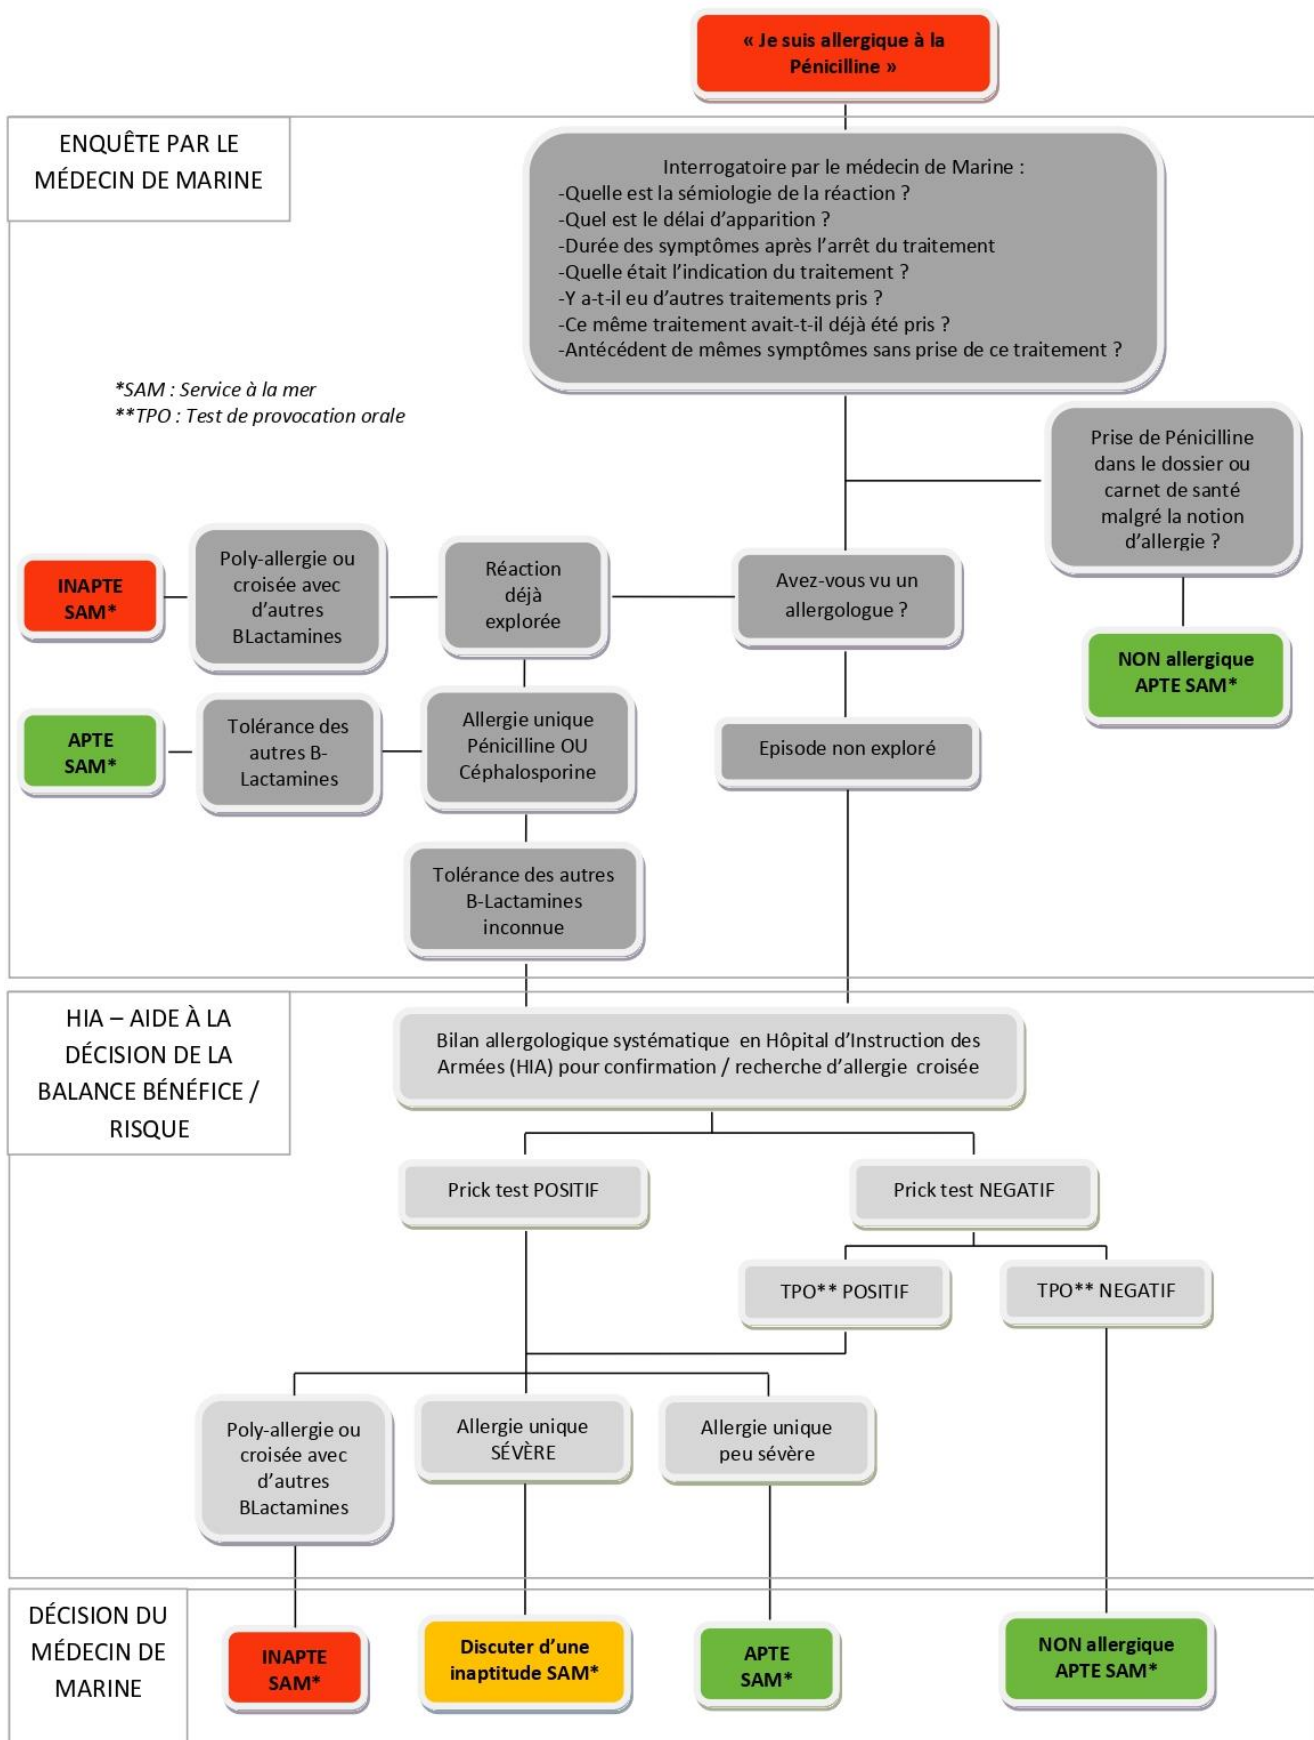 « Je suis allergique à la
Pénicilline »
ENQUÊTE PAR LE
MÉDECIN DE MARINE
Interrogatoire par le médecin de Marine :
-Quelle est la sémiologie de la réaction ?
-Quel est le délai d'apparition ?
-Durée des symptômes après l'arrêt du traitement
-Quelle était l'indication du traitement ?
-Y a-t-il eu d'autres traitements pris ?
-Ce même traitement avait-t-il déjà été pris ?
-Antécédent de mêmes symptômes sans prise de ce traitement ?
*SAM : Service à la mer
**TPO : Test de provocation orale
Prise de Pénicilline
dans le dossier ou
carnet de santé
malgré la notion
d'allergie ?
INAPTE
SAM*
Poly-allergie ou
croisée avec
d'autres
BLactamines
Réaction
déjà
explorée
Avez-vous vu un
allergologue ?
NON allergique
APTE SAM*
APTE
SAM*
Tolérance des
autres B-
Lactamines
Allergie unique
Pénicilline OU
Céphalosporine
Episode non exploré
Tolérance des autres
B-Lactamines
inconnue
HIA – AIDE À LA
DÉCISION DE LA
BALANCE BÉNÉFICE /
RISQUE
Bilan allergologique systématique en Hôpital d'Instruction des
Armées (HIA) pour confirmation / recherche d'allergie croisée
Prick test POSITIF
Prick test NEGATIF
TPO** POSITIF
TPO** NEGATIF
Poly-allergie ou
croisée avec
d'autres
BLactamines
Allergie unique
SÉVÈRE
Allergie unique
peu sévère
DÉCISION DU
MÉDECIN DE
MARINE
INAPTE
SAM*
Discuter d'une
inaptitude SAM*
APTE
SAM*
NON allergique
APTE SAM*